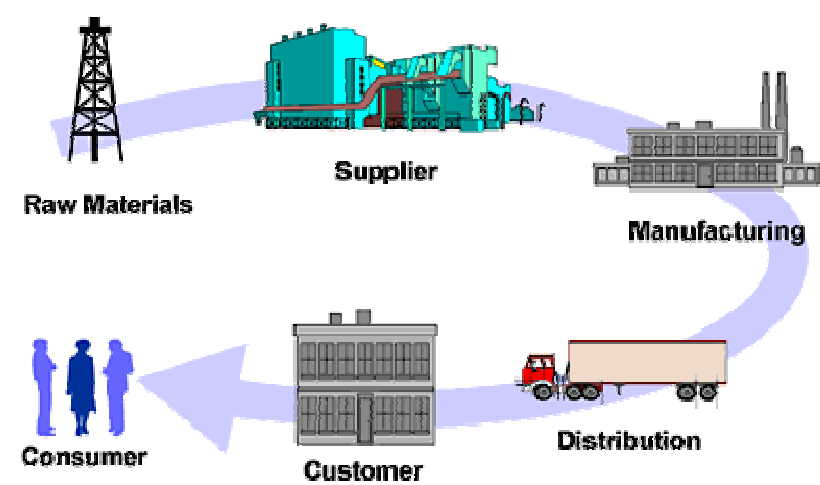 Raw Materials
Supplier
Manufacturing
Distribution
Customer
Consumer